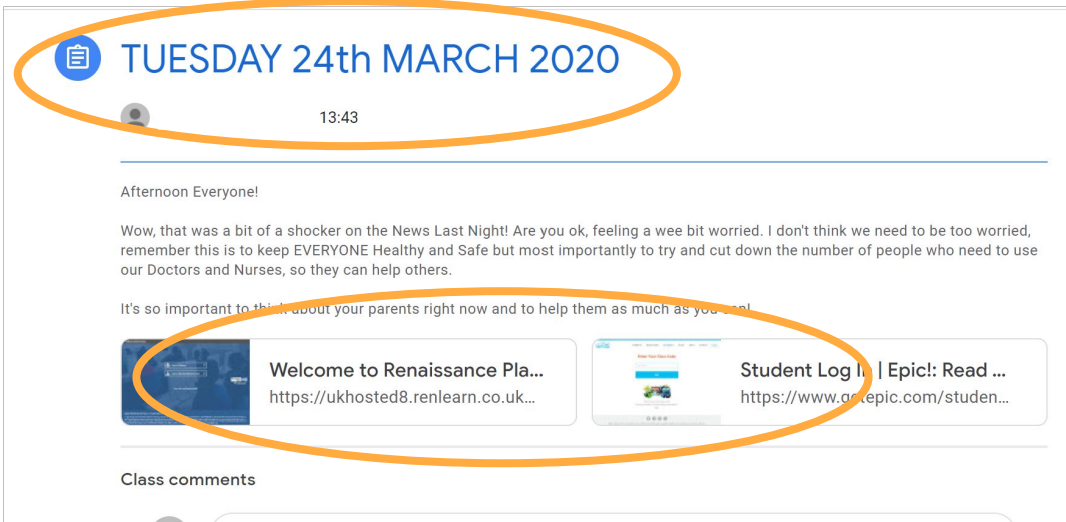 TUESDAY 24th MARCH 2020
13:43
Afternoon Everyone!
Wow, that was a bit of a shocker on the News Last Night! Are you ok, feeling a wee bit worried. I don't think we need to be too worried,
remember this is to keep EVERYONE Healthy and Safe but most importantly to try and cut down the number of people who need to use
our Doctors and Nurses, so they can help others.
It's so important to think about your parents right now and to help them as much as you can!
Welcome to Renaissance Pla...
https://ukhosted8.renlearn.co.uk...
Student Log In | Epic!: Read ...
https://www.getepic.com/studen...
Class comments